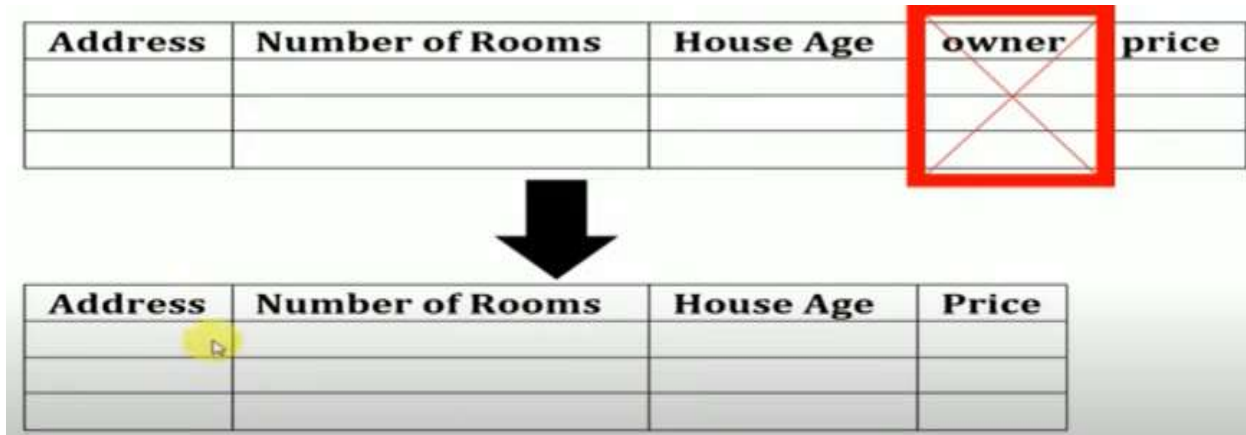 Address Number of Rooms House Age owner price
Address Number of Rooms House Age Price